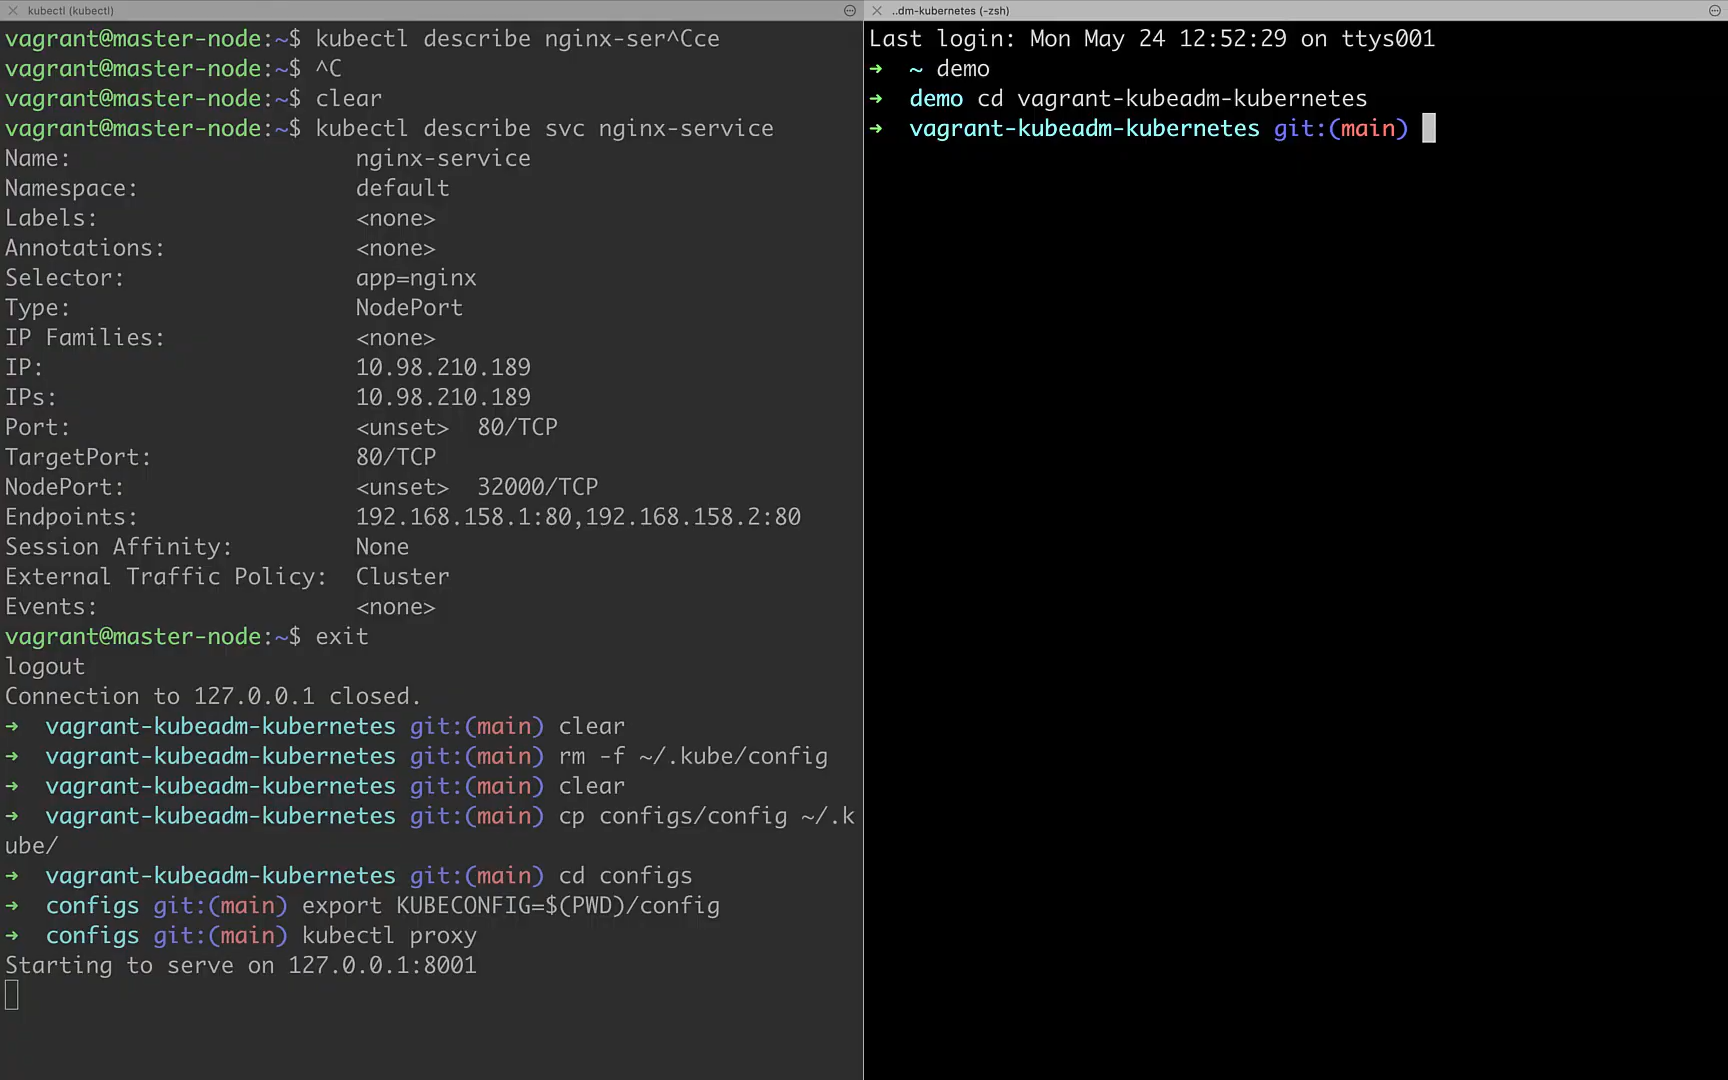 kubectl (kubectl)
vagrant@master-node:~$ kubectl describe nginx-ser^Cce
vagrant@master-node:~$ ^C
vagrant@master-node:~$ clear
vagrant@master-node:~$ kubectl describe svc nginx-service
Name: nginx-service
Namespace: default
Labels: <none>
Annotations: <none>
Selector: app=nginx
Type: NodePort
IP Families: <none>
IP: 10.98.210.189
IPs: 10.98.210.189
Port: <unset> 80/TCP
TargetPort: 80/TCP
NodePort: <unset> 32000/TCP
Endpoints: 192.168.158.1:80,192.168.158.2:80
Session Affinity: None
External Traffic Policy: Cluster
Events: <none>
vagrant@master-node:~$ exit
logout
Connection to 127.0.0.1 closed.
→ vagrant-kubeadm-kubernetes git:(main) clear
→ vagrant-kubeadm-kubernetes git:(main) rm -f ~/.kube/config
→ vagrant-kubeadm-kubernetes git:(main) clear
→ vagrant-kubeadm-kubernetes git:(main) cp configs/config ~/.k
ube/
→ vagrant-kubeadm-kubernetes git:(main) cd configs
→ configs git:(main) export KUBECONFIG=$(PWD)/config
→ configs git:(main) kubectl proxy
Starting to serve on 127.0.0.1:8001
..dm-kubernetes (-zsh)
Last login: Mon May 24 12:52:29 on ttys001
→ ~ demo
→ demo cd vagrant-kubeadm-kubernetes
→ vagrant-kubeadm-kubernetes git:(main)